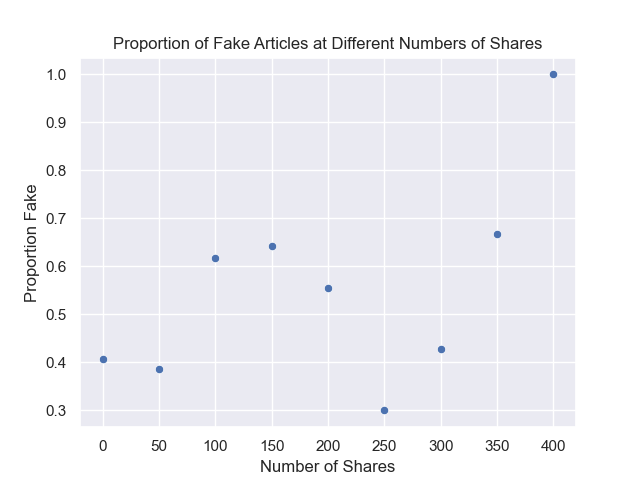 Proportion of Fake Articles at Different Numbers of Shares
1.0
0.9
0.8
0.7
0.6
0.5
0.4
0.3
Proportion Fake
0 50 100 150 200 250 300 350 400
Number of Shares